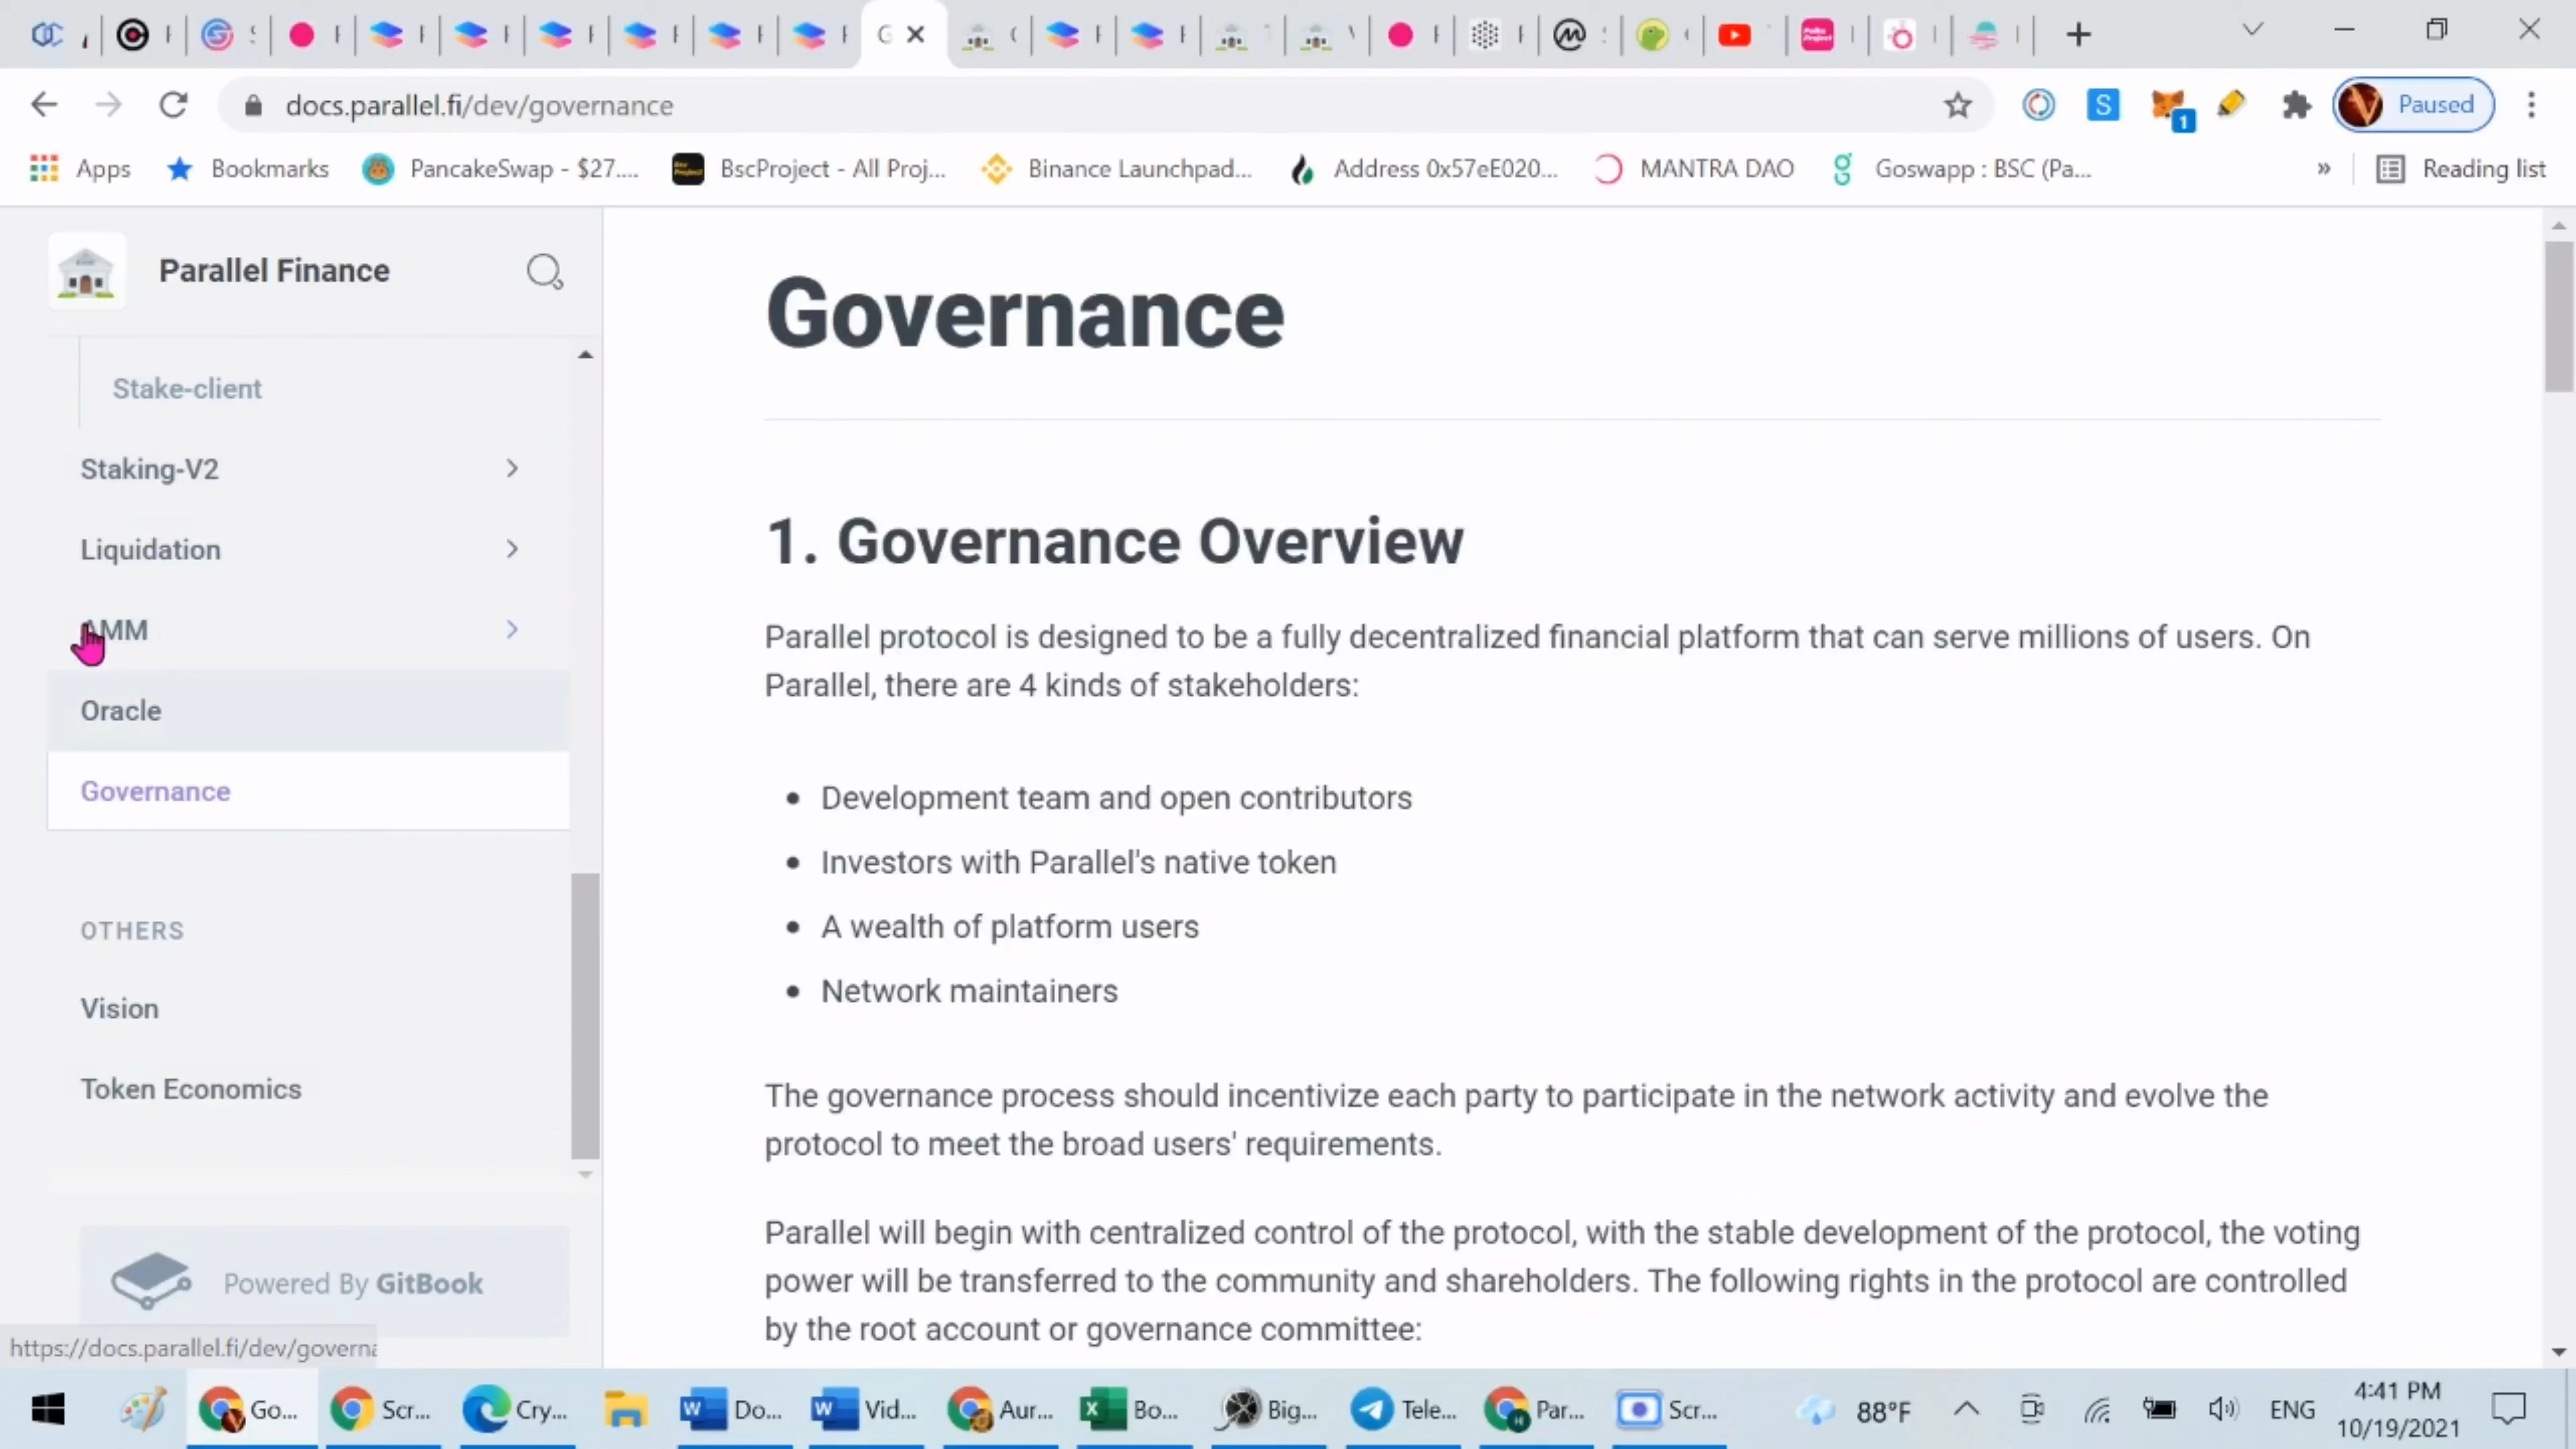 docs.parallel.fi/dev/governance
Paused
1
Apps
Bookmarks
PancakeSwap - $27....
BscProject - All Proj...
Binance Launchpad...
Address 0x57eE020...
MANTRA DAO
Goswapp : BSC (Pa...
»
Reading list
Parallel Finance
Stake-client
Staking-V2
Liquidation
AMM
Oracle
Governance
OTHERS
Vision
Token Economics
Powered By GitBook
https://docs.parallel.fi/dev/governa
Governance
1. Governance Overview
Parallel protocol is designed to be a fully decentralized financial platform that can serve millions of users. On
Parallel, there are 4 kinds of stakeholders:
• Development team and open contributors
• Investors with Parallel's native token
• A wealth of platform users
• Network maintainers
The governance process should incentivize each party to participate in the network activity and evolve the
protocol to meet the broad users' requirements.
Parallel will begin with centralized control of the protocol, with the stable development of the protocol, the voting
power will be transferred to the community and shareholders. The following rights in the protocol are controlled
by the root account or governance committee:
Go...
Scr...
Cry...
Do...
Vid...
Aur...
Bo...
Big...
Tele...
Par...
Scr...
88°F
ENG
4:41 PM
10/19/2021